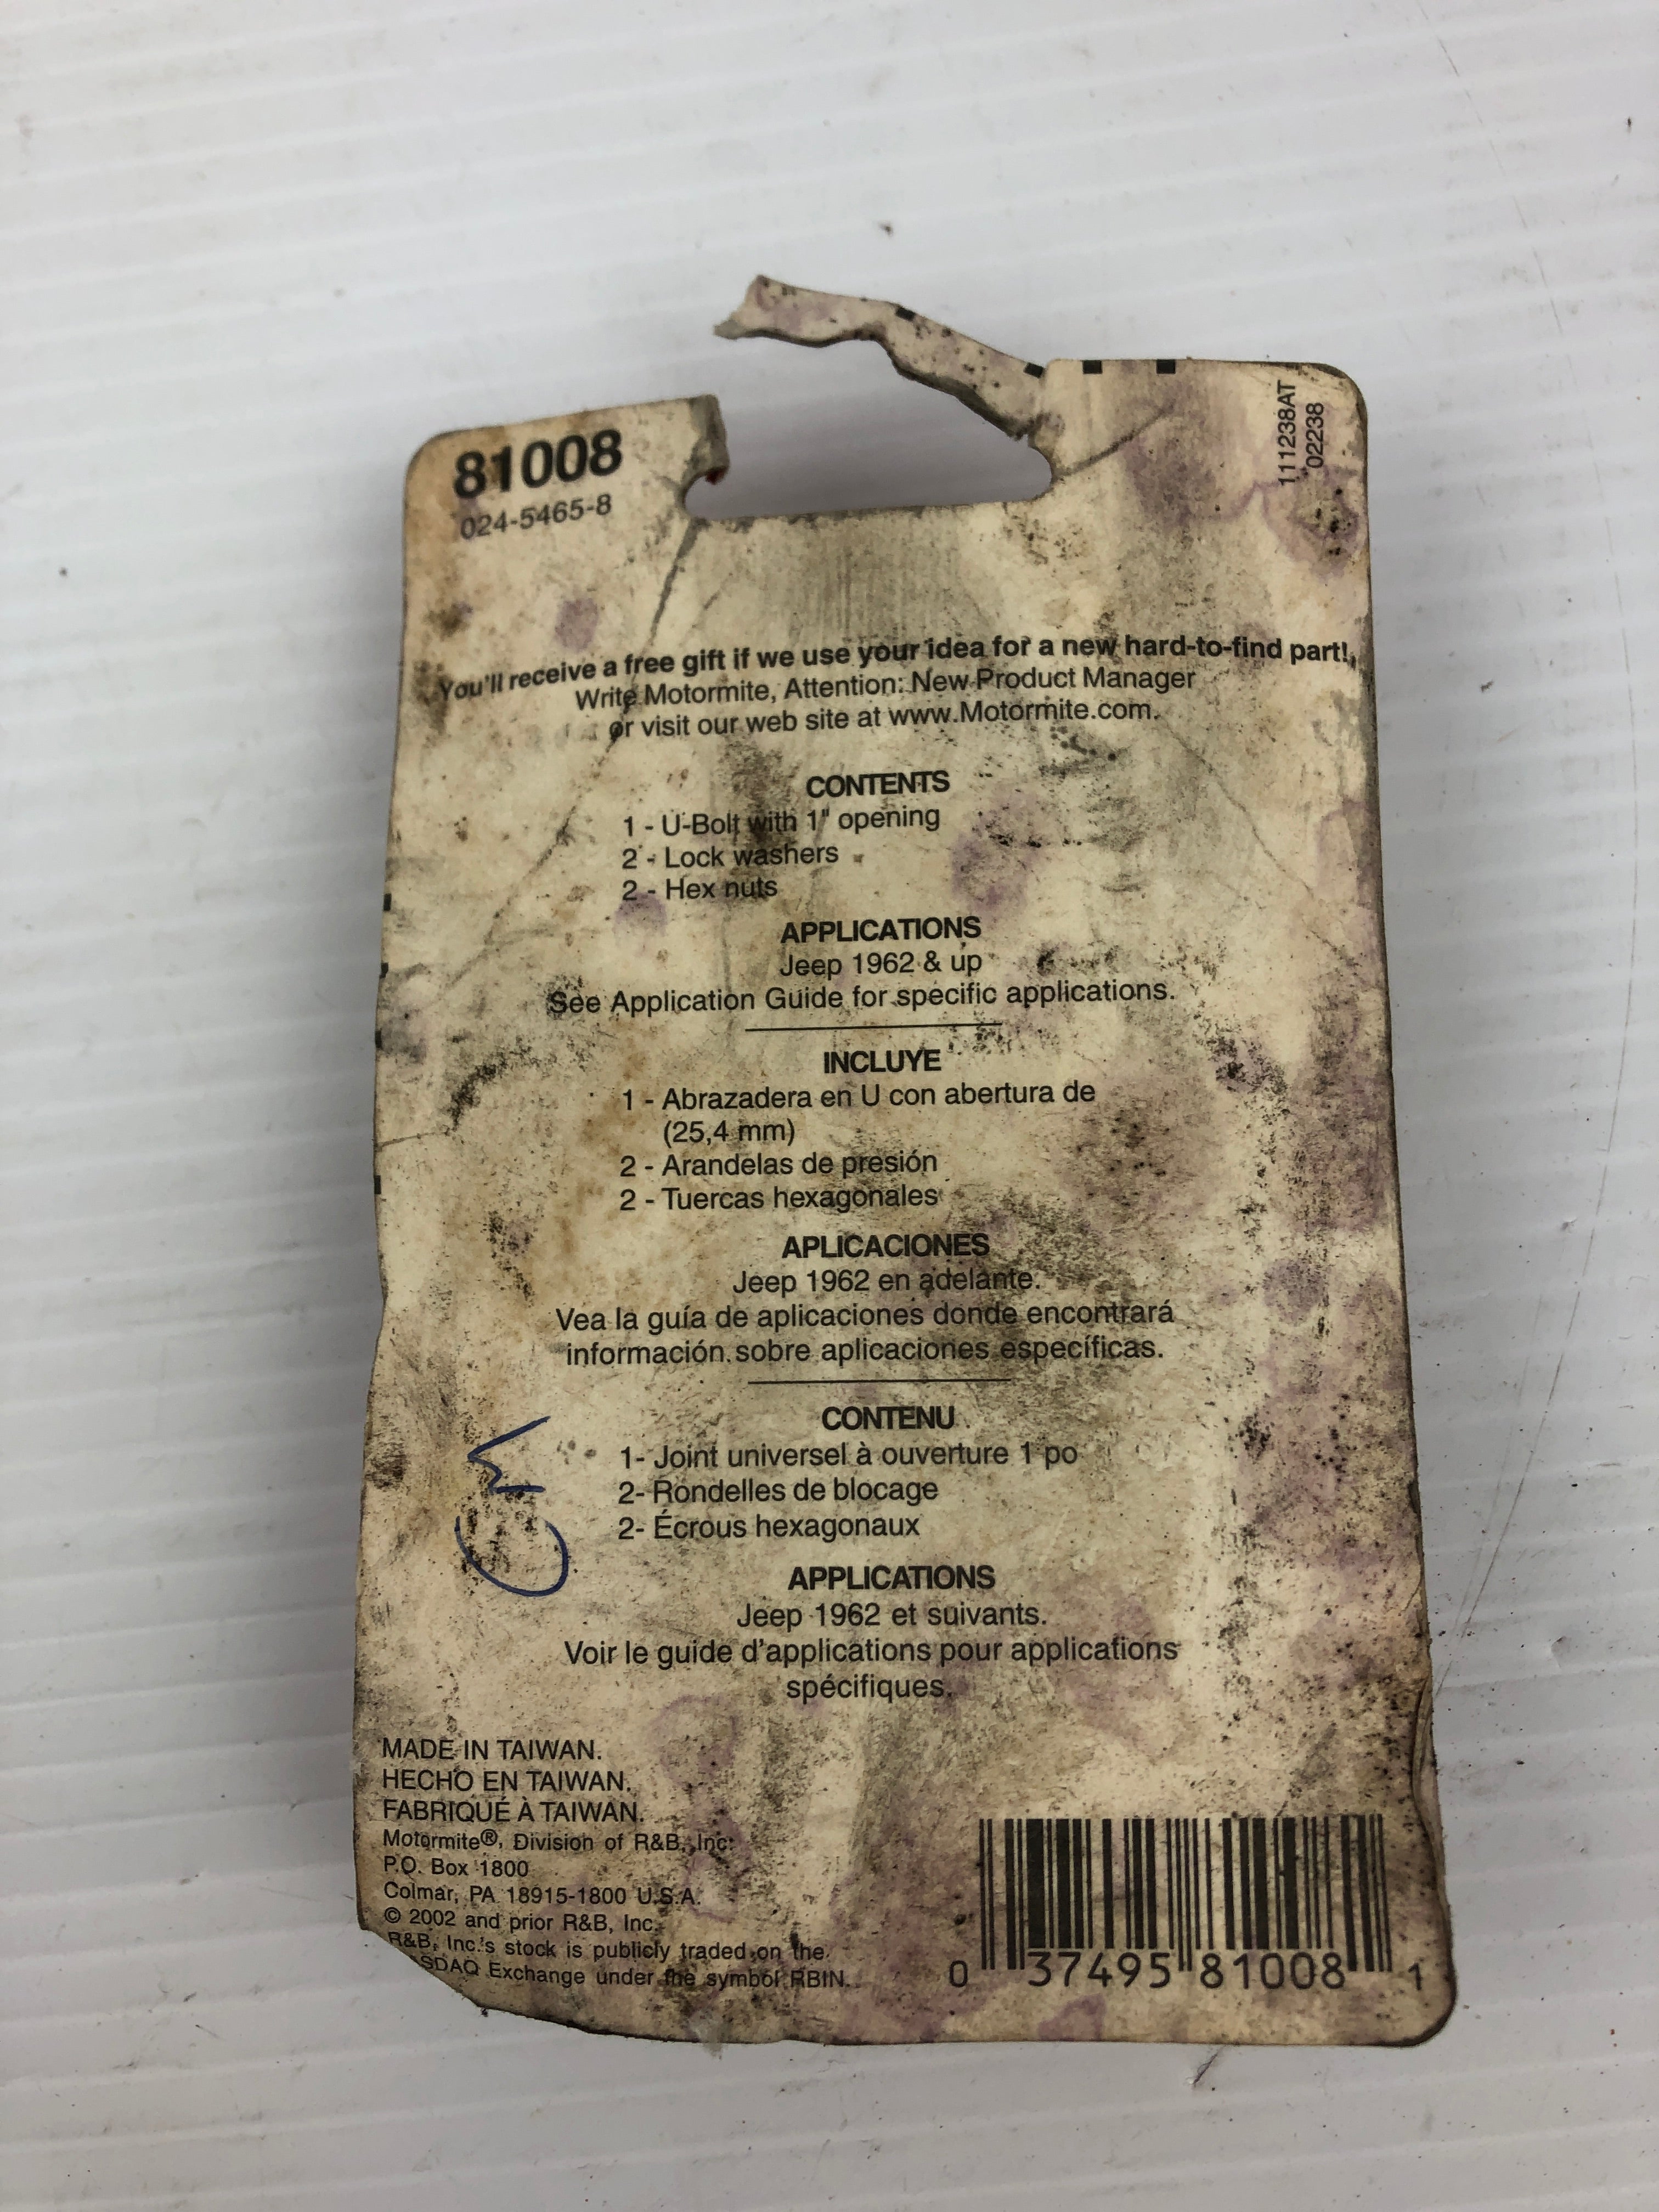 81008
024-5465-8
111238AT
02238
You'll receive a free gift if we use your idea for a new hard-to-find part!
Write Motormite, Attention: New Product Manager
or visit our web site at www.Motormite.com.
CONTENTS
1 - U-Bolt with 1" opening
2 - Lock washers
2 - Hex nuts
APPLICATIONS
Jeep 1962 & up
See Application Guide for specific applications.
INCLUYE
1 - Abrazadera en U con abertura de
(25,4 mm)
2 - Arandelas de presión
2 - Tuercas hexagonales
APLICACIONES
Jeep 1962 en adelante.
Vea la guía de aplicaciones donde encontrará
información sobre aplicaciones específicas.
CONTENU
1- Joint universel à ouverture 1 po
2- Rondelles de blocage
2- Écrous hexagonaux
APPLICATIONS
Jeep 1962 et suivants.
Voir le guide d'applications pour applications
spécifiques.
MADE IN TAIWAN.
HECHO EN TAIWAN.
FABRIQUÉ À TAIWAN.
Motormite®, Division of R&B, Inc.
P.O. Box 1800
Colmar, PA 18915-1800 U.S.A.
© 2002 and prior R&B, Inc.
R&B, Inc.'s stock is publicly traded on the
SDAQ Exchange under the symbol RBIN.
0 37495 81008 1